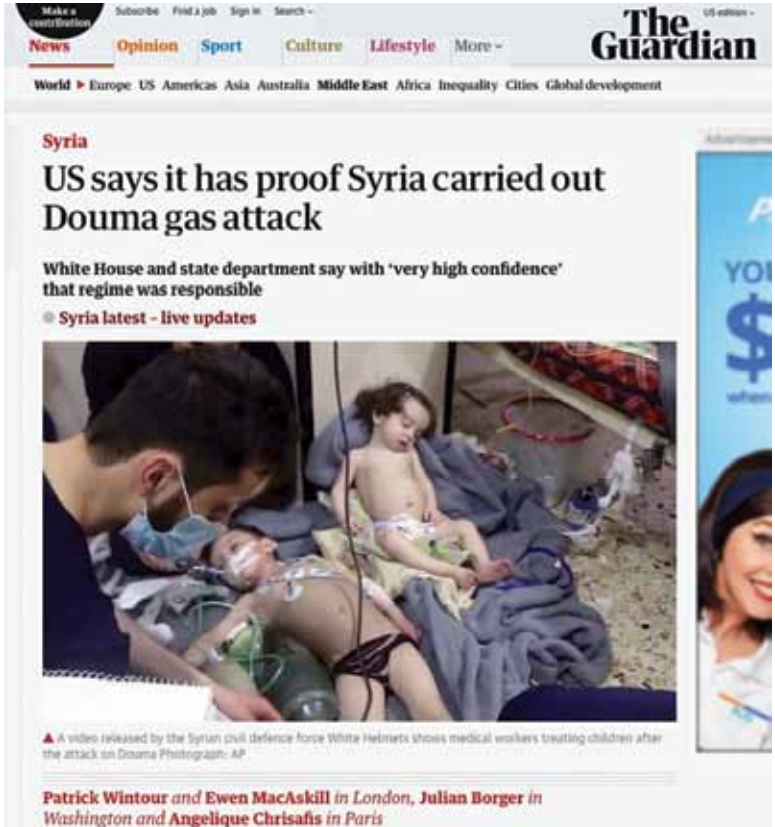 Make a
contribution
Subscribe Find a job Sign in Search
US edition
The
Guardian
News Opinion Sport Culture Lifestyle More
World ▶ Europe US Americas Asia Australia Middle East Africa Inequality Cities Global development
Syria
US says it has proof Syria carried out
Douma gas attack
White House and state department say with ‘very high confidence’
that regime was responsible
Syria latest – live updates
▲ A video released by the Syrian civil defence force White Helmets shows medical workers treating children after
the attack on Douma Photograph: AP
Patrick Wintour and Ewen MacAskill in London, Julian Borger in
Washington and Angelique Chrisafis in Paris
YOU
$
when